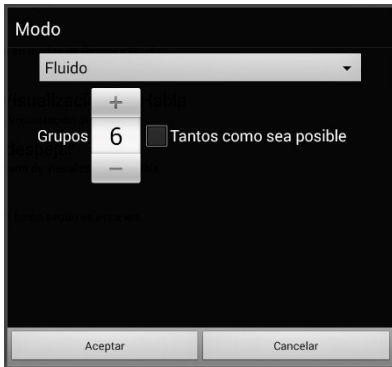 Modo
Fluido
+
Grupos 6 Tantos como sea posible
−
Aceptar Cancelar